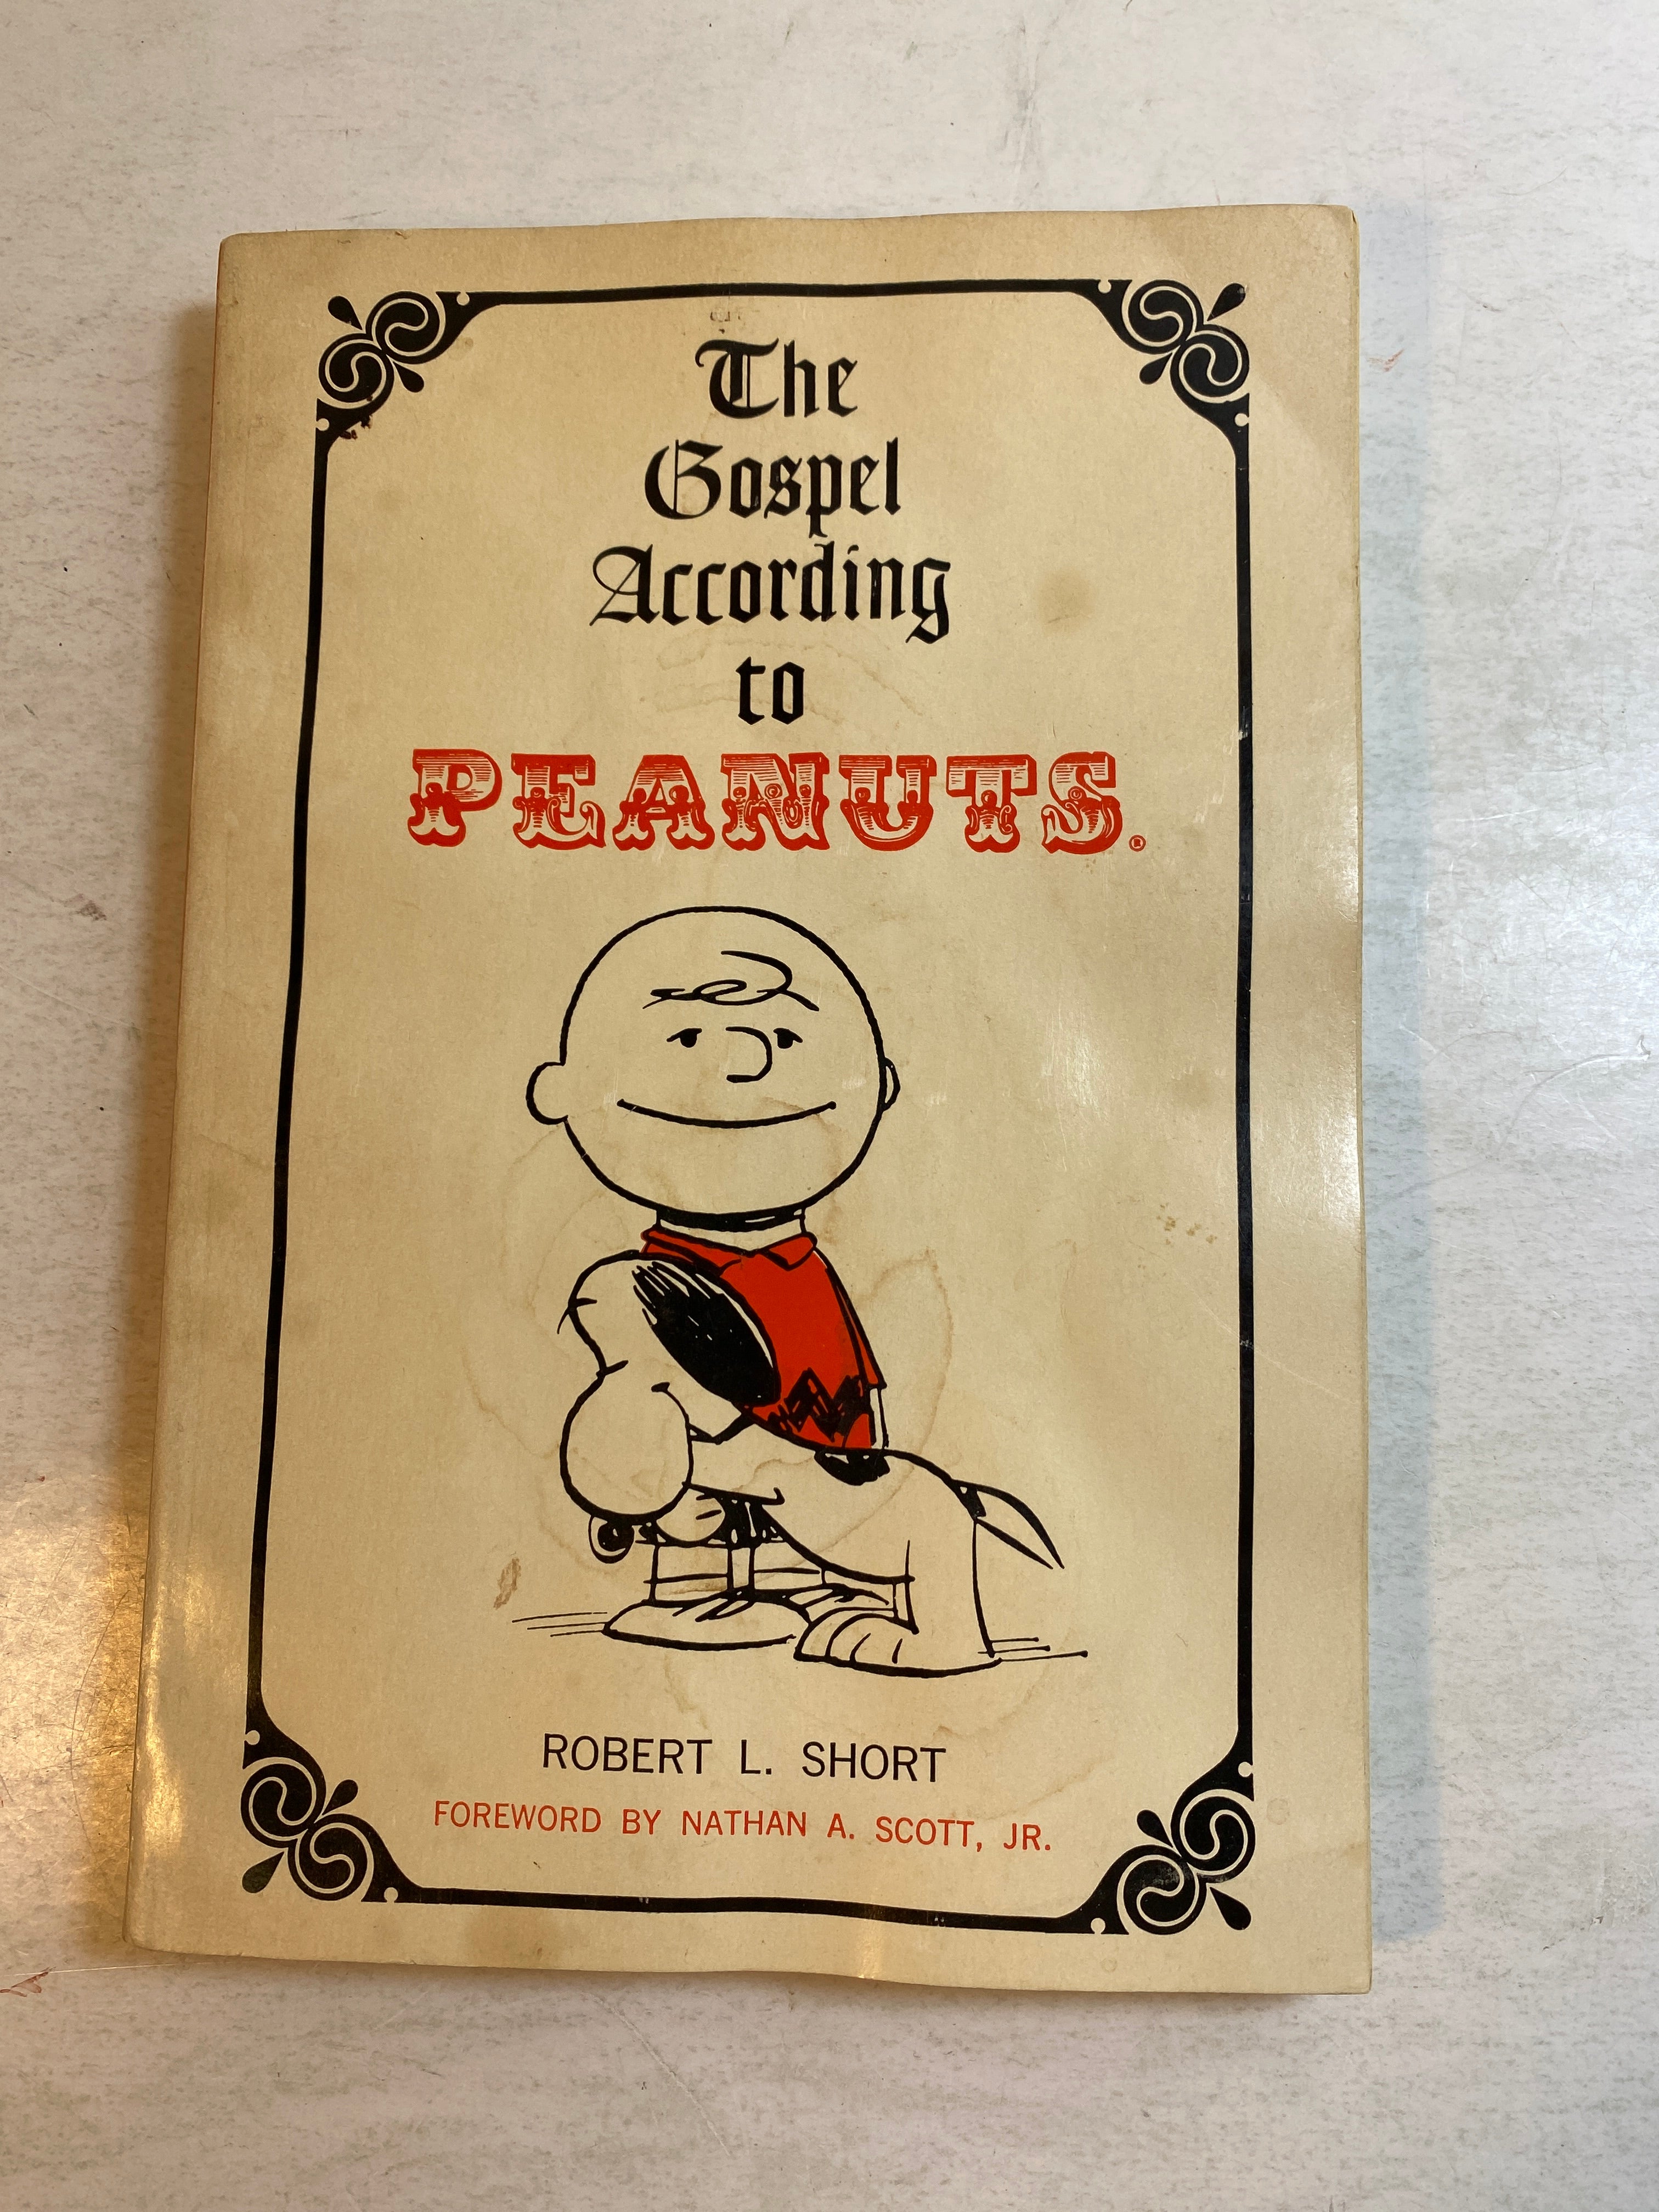 The
Gospel
According
to
PEANUTS.®
ROBERT L. SHORT
FOREWORD BY NATHAN A. SCOTT, JR.